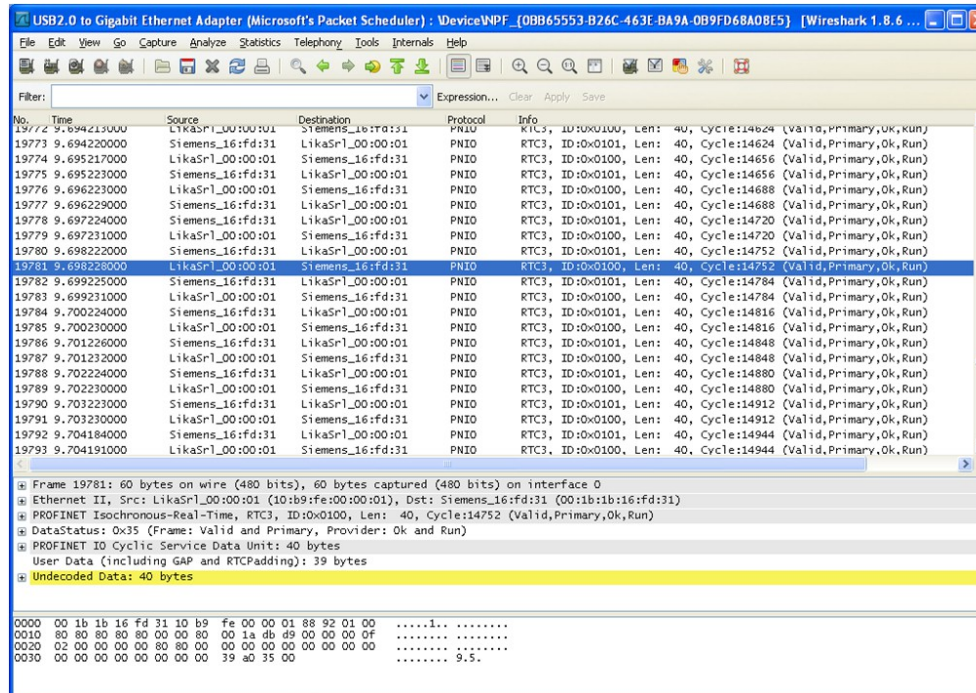 USB2.0 to Gigabit Ethernet Adapter (Microsoft's Packet Scheduler) : \Device\NPF_{0BB65553-B26C-463E-BA9A-0B9FD68A08E5} [Wireshark 1.8.6 ...
File Edit View Go Capture Analyze Statistics Telephony Tools Internals Help
Filter: Expression... Clear Apply Save
No. Time Source Destination Protocol Info
19772 9.694213000 LikaSrl_00:00:01 Siemens_16:fd:31 PNIO RTC3, ID:0x0100, Len: 40, Cycle:14624 (Valid,Primary,Ok,Run)
19773 9.694220000 Siemens_16:fd:31 LikaSrl_00:00:01 PNIO RTC3, ID:0x0101, Len: 40, Cycle:14624 (Valid,Primary,Ok,Run)
19774 9.695217000 LikaSrl_00:00:01 Siemens_16:fd:31 PNIO RTC3, ID:0x0100, Len: 40, Cycle:14656 (Valid,Primary,Ok,Run)
19775 9.695223000 Siemens_16:fd:31 LikaSrl_00:00:01 PNIO RTC3, ID:0x0101, Len: 40, Cycle:14656 (Valid,Primary,Ok,Run)
19776 9.696223000 LikaSrl_00:00:01 Siemens_16:fd:31 PNIO RTC3, ID:0x0100, Len: 40, Cycle:14688 (Valid,Primary,Ok,Run)
19777 9.696229000 Siemens_16:fd:31 LikaSrl_00:00:01 PNIO RTC3, ID:0x0101, Len: 40, Cycle:14688 (Valid,Primary,Ok,Run)
19778 9.697224000 Siemens_16:fd:31 LikaSrl_00:00:01 PNIO RTC3, ID:0x0101, Len: 40, Cycle:14720 (Valid,Primary,Ok,Run)
19779 9.697231000 LikaSrl_00:00:01 Siemens_16:fd:31 PNIO RTC3, ID:0x0100, Len: 40, Cycle:14720 (Valid,Primary,Ok,Run)
19780 9.698222000 Siemens_16:fd:31 LikaSrl_00:00:01 PNIO RTC3, ID:0x0101, Len: 40, Cycle:14752 (Valid,Primary,Ok,Run)
19781 9.698228000 LikaSrl_00:00:01 Siemens_16:fd:31 PNIO RTC3, ID:0x0100, Len: 40, Cycle:14752 (Valid,Primary,Ok,Run)
19782 9.699225000 Siemens_16:fd:31 LikaSrl_00:00:01 PNIO RTC3, ID:0x0101, Len: 40, Cycle:14784 (Valid,Primary,Ok,Run)
19783 9.699231000 LikaSrl_00:00:01 Siemens_16:fd:31 PNIO RTC3, ID:0x0100, Len: 40, Cycle:14784 (Valid,Primary,Ok,Run)
19784 9.700224000 Siemens_16:fd:31 LikaSrl_00:00:01 PNIO RTC3, ID:0x0101, Len: 40, Cycle:14816 (Valid,Primary,Ok,Run)
19785 9.700230000 LikaSrl_00:00:01 Siemens_16:fd:31 PNIO RTC3, ID:0x0100, Len: 40, Cycle:14816 (Valid,Primary,Ok,Run)
19786 9.701226000 Siemens_16:fd:31 LikaSrl_00:00:01 PNIO RTC3, ID:0x0101, Len: 40, Cycle:14848 (Valid,Primary,Ok,Run)
19787 9.701232000 LikaSrl_00:00:01 Siemens_16:fd:31 PNIO RTC3, ID:0x0100, Len: 40, Cycle:14848 (Valid,Primary,Ok,Run)
19788 9.702224000 Siemens_16:fd:31 LikaSrl_00:00:01 PNIO RTC3, ID:0x0101, Len: 40, Cycle:14880 (Valid,Primary,Ok,Run)
19789 9.702230000 LikaSrl_00:00:01 Siemens_16:fd:31 PNIO RTC3, ID:0x0100, Len: 40, Cycle:14880 (Valid,Primary,Ok,Run)
19790 9.703223000 Siemens_16:fd:31 LikaSrl_00:00:01 PNIO RTC3, ID:0x0101, Len: 40, Cycle:14912 (Valid,Primary,Ok,Run)
19791 9.703230000 LikaSrl_00:00:01 Siemens_16:fd:31 PNIO RTC3, ID:0x0100, Len: 40, Cycle:14912 (Valid,Primary,Ok,Run)
19792 9.704184000 Siemens_16:fd:31 LikaSrl_00:00:01 PNIO RTC3, ID:0x0101, Len: 40, Cycle:14944 (Valid,Primary,Ok,Run)
19793 9.704191000 LikaSrl_00:00:01 Siemens_16:fd:31 PNIO RTC3, ID:0x0100, Len: 40, Cycle:14944 (Valid,Primary,Ok,Run)
Frame 19781: 60 bytes on wire (480 bits), 60 bytes captured (480 bits) on interface 0
Ethernet II, Src: LikaSrl_00:00:01 (10:b9:fe:00:00:01), Dst: Siemens_16:fd:31 (00:1b:1b:16:fd:31)
PROFINET Isochronous-Real-Time, RTC3, ID:0x0100, Len: 40, Cycle:14752 (Valid,Primary,Ok,Run)
DataStatus: 0x35 (Frame: Valid and Primary, Provider: Ok and Run)
PROFINET IO Cyclic Service Data Unit: 40 bytes
User Data (including GAP and RTCPadding): 39 bytes
Undecoded Data: 40 bytes
0000 00 1b 1b 16 fd 31 10 b9 fe 00 00 01 88 92 01 00 .....1.. ........
0010 80 80 80 80 80 00 00 80 00 1a db d9 00 00 00 0f ........ ........
0020 02 00 00 00 00 80 80 00 00 00 00 00 00 00 00 00 ........ ........
0030 00 00 00 00 00 00 00 00 39 a0 35 00 ........ 9.5.